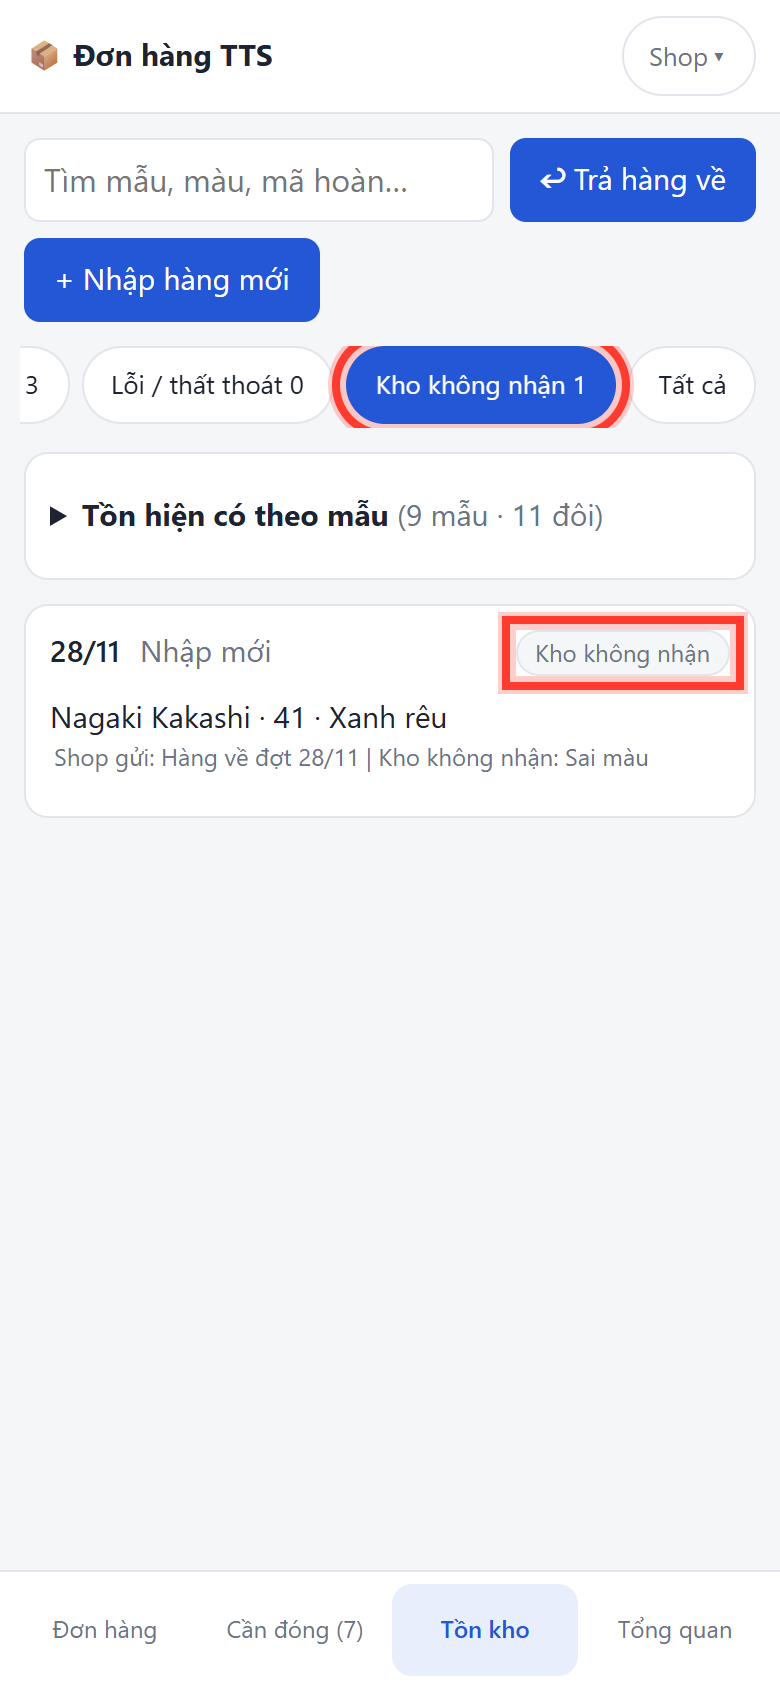 Đơn hàng TTS
Shop ▾
Tìm mẫu, màu, mã hoàn...
↩ Trả hàng về
+ Nhập hàng mới
3
Lỗi / thất thoát 0
Kho không nhận 1
Tất cả
▶ Tồn hiện có theo mẫu (9 mẫu · 11 đôi)
28/11 Nhập mới
Kho không nhận
Nagaki Kakashi · 41 · Xanh rêu
Shop gửi: Hàng về đợt 28/11 | Kho không nhận: Sai màu
Đơn hàng
Cần đóng (7)
Tồn kho
Tổng quan